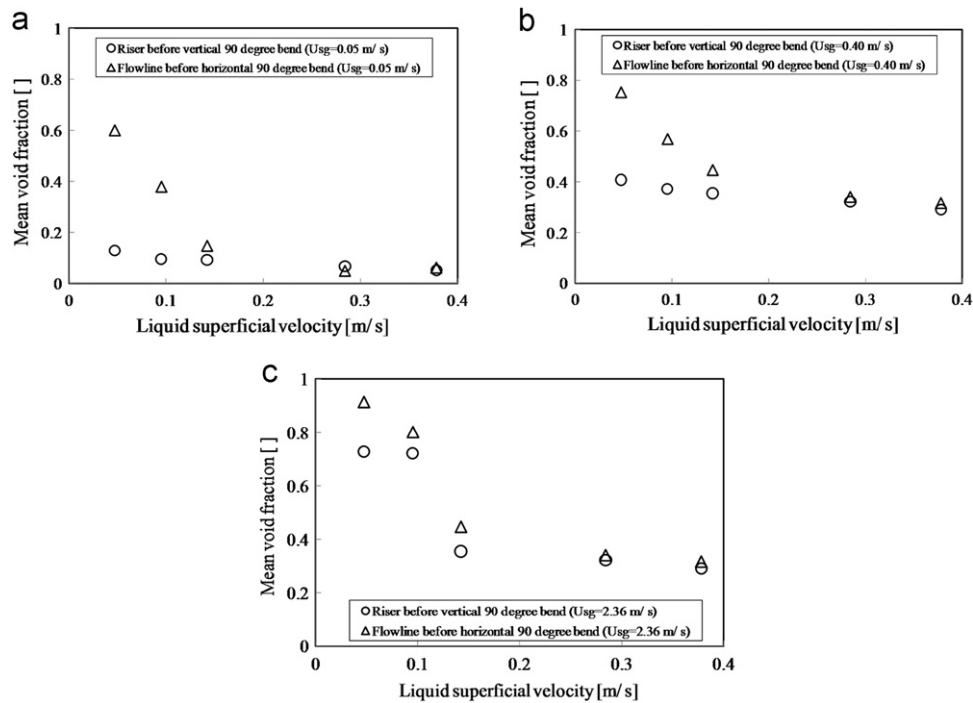 a
1
0.8
0.6
0.4
0.2
0
Mean void fraction [ ]
Riser before vertical 90 degree bend (Usg=0.05 m/ s)
Flowline before horizontal 90 degree bend (Usg=0.05 m/ s)
0 0.1 0.2 0.3 0.4
Liquid superficial velocity [m/ s]
b
1
0.8
0.6
0.4
0.2
0
Mean void fraction [ ]
Riser before vertical 90 degree bend (Usg=0.40 m/ s)
Flowline before horizontal 90 degree bend (Usg=0.40 m/ s)
0 0.1 0.2 0.3 0.4
Liquid superficial velocity [m/ s]
c
1
0.8
0.6
0.4
0.2
0
Mean void fraction [ ]
Riser before vertical 90 degree bend (Usg=2.36 m/ s)
Flowline before horizontal 90 degree bend (Usg=2.36 m/ s)
0 0.1 0.2 0.3 0.4
Liquid superficial velocity [m/ s]